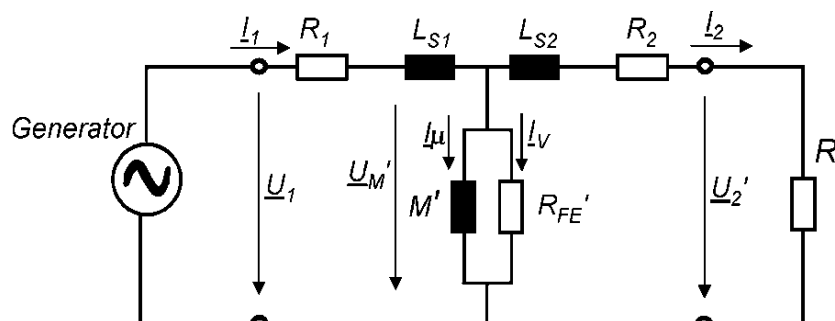 I1 R1 LS1 LS2 R2 I2
Generator
U1 UM' Iμ IV U2' R
M' RFE'